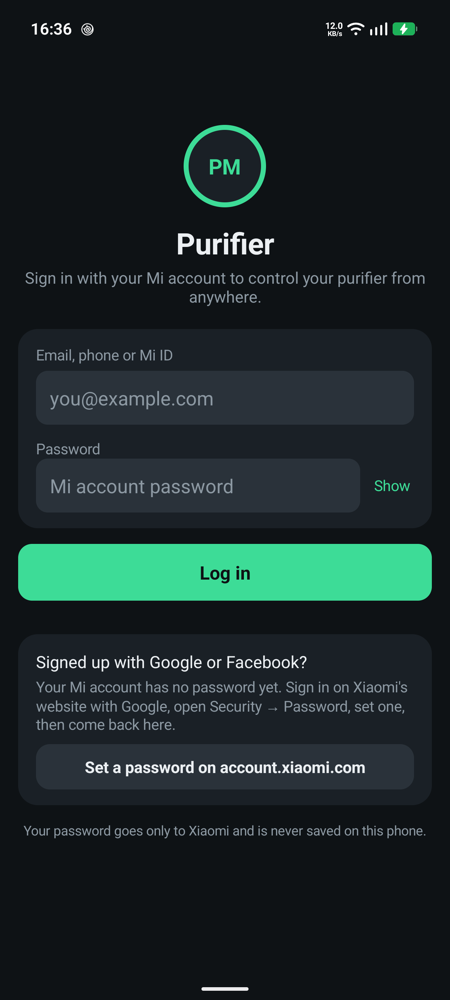 16:36
12.0
KB/s
PM
Purifier
Sign in with your Mi account to control your purifier from
anywhere.
Email, phone or Mi ID
you@example.com
Password
Mi account password
Show
Log in
Signed up with Google or Facebook?
Your Mi account has no password yet. Sign in on Xiaomi's
website with Google, open Security → Password, set one,
then come back here.
Set a password on account.xiaomi.com
Your password goes only to Xiaomi and is never saved on this phone.